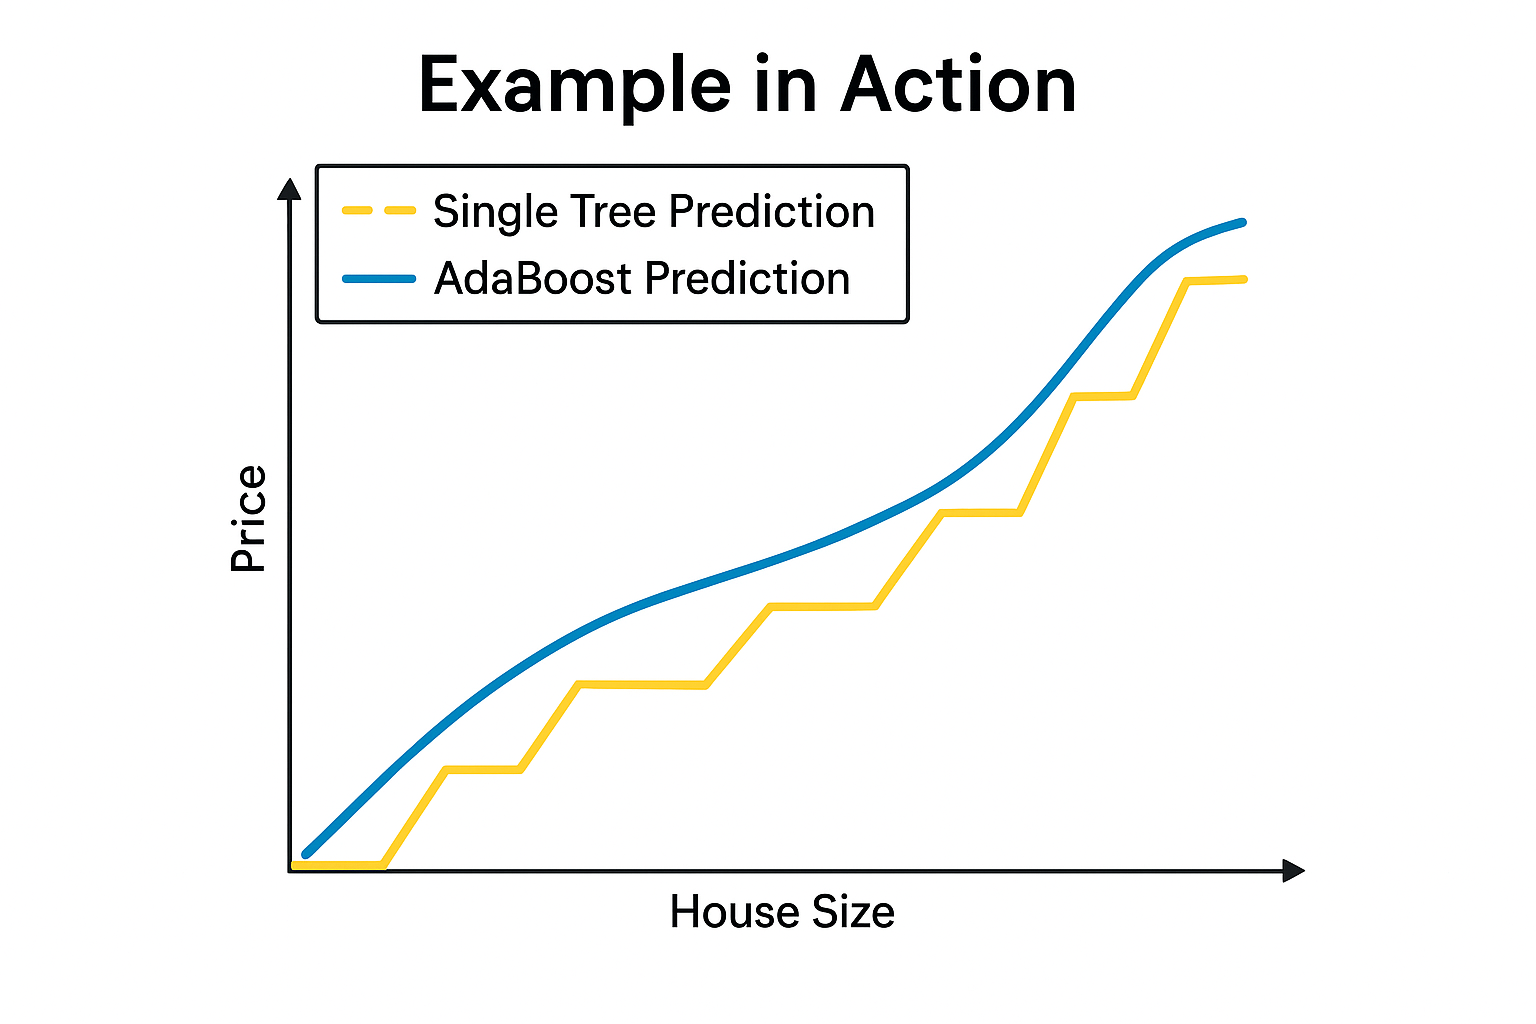 Example in Action
Single Tree Prediction
AdaBoost Prediction
Price
House Size